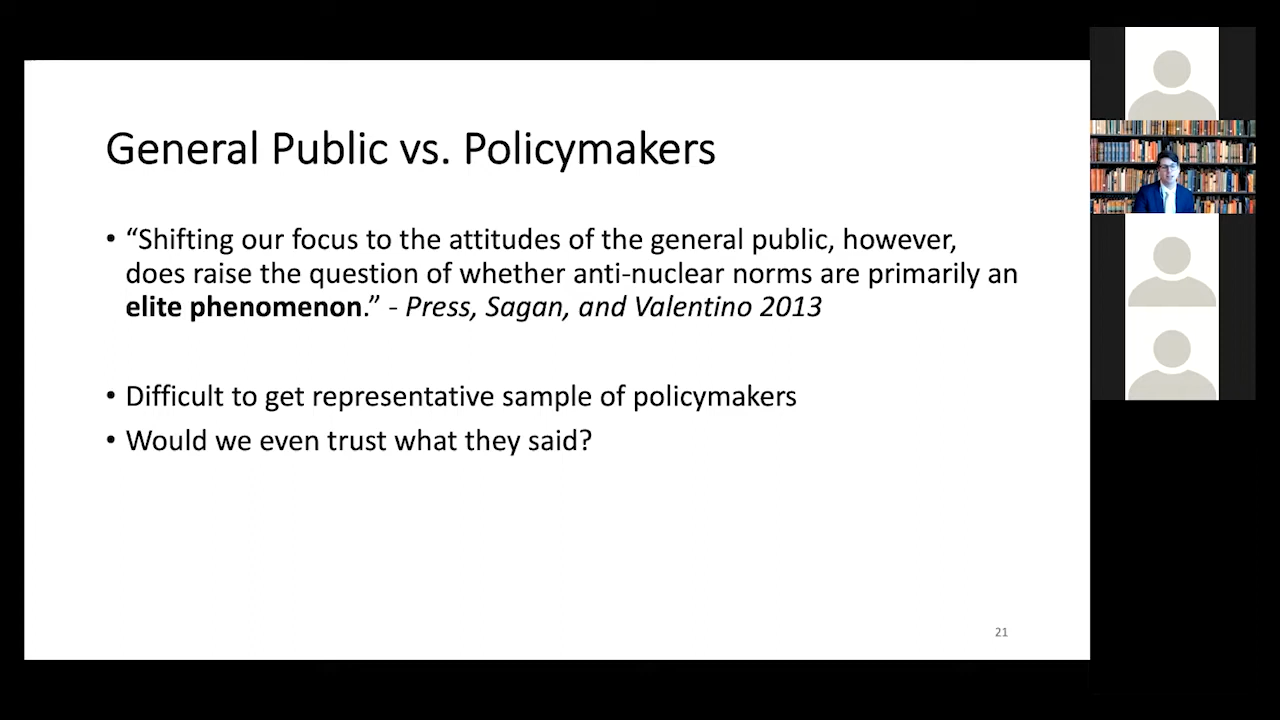 General Public vs. Policymakers
• “Shifting our focus to the attitudes of the general public, however,
does raise the question of whether anti-nuclear norms are primarily an
elite phenomenon.” - Press, Sagan, and Valentino 2013
• Difficult to get representative sample of policymakers
• Would we even trust what they said?
21